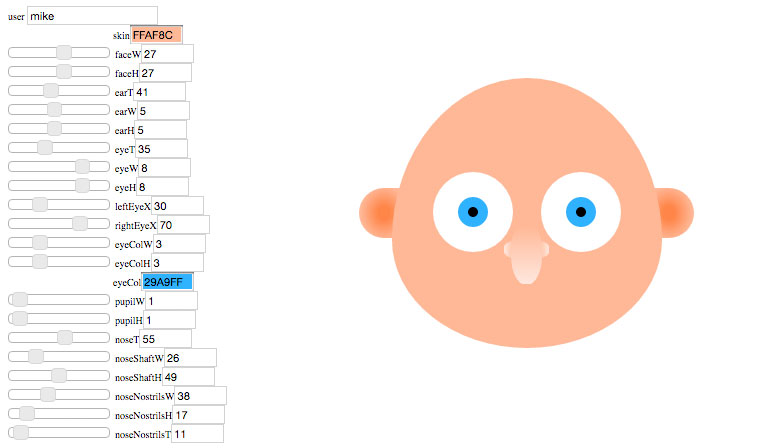 user mike
skin FFAF8C
faceW 27
faceH 27
earT 41
earW 5
earH 5
eyeT 35
eyeW 8
eyeH 8
leftEyeX 30
rightEyeX 70
eyeColW 3
eyeColH 3
eyeCol 29A9FF
pupilW 1
pupilH 1
noseT 55
noseShaftW 26
noseShaftH 49
noseNostrilsW 38
noseNostrilsH 17
noseNostrilsT 11